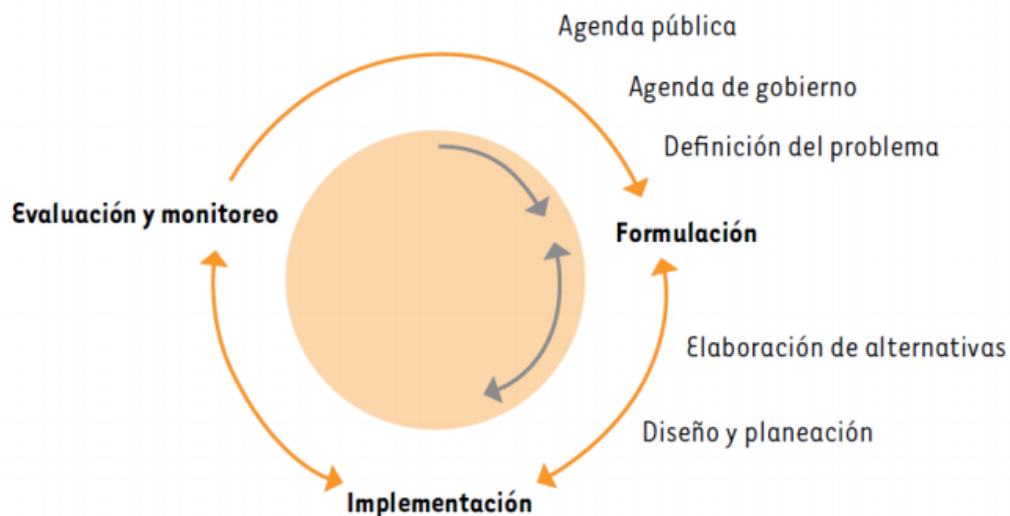 Agenda pública
Agenda de gobierno
Definición del problema
Evaluación y monitoreo
Formulación
Elaboración de alternativas
Diseño y planeación
Implementación